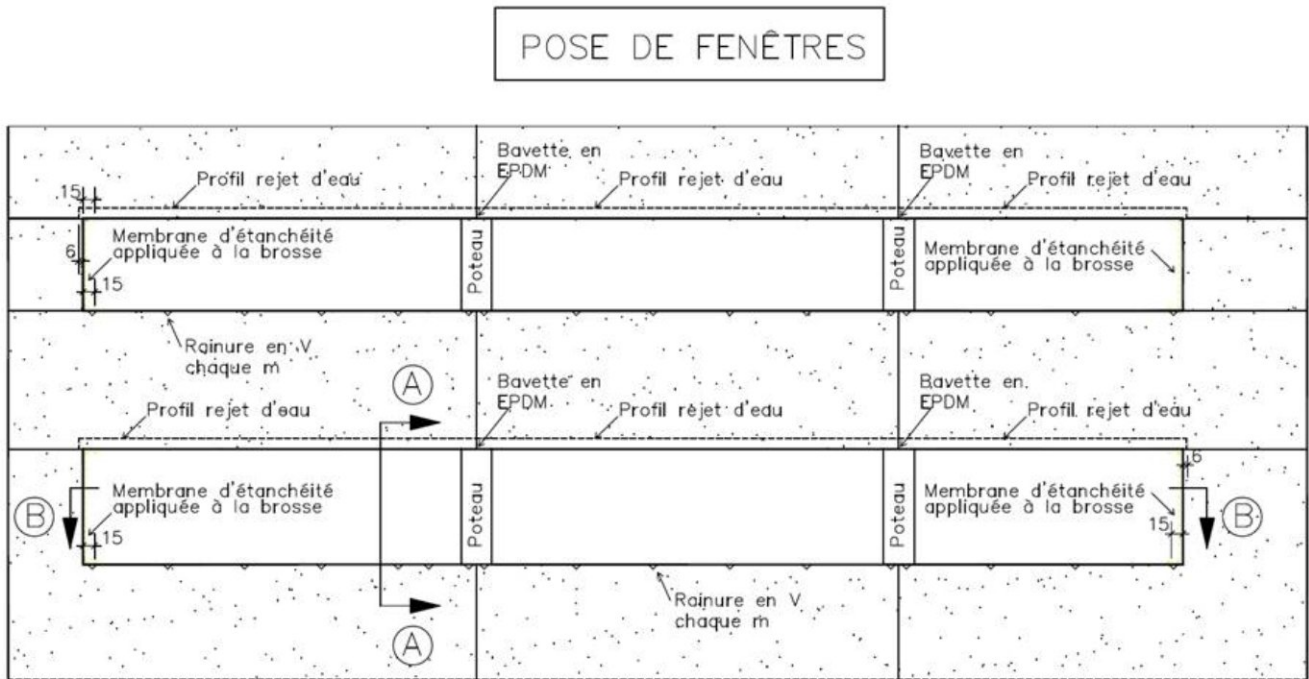 POSE DE FENÊTRES
Bavette en
EPDM
Bavette en
EPDM
15
Profil rejet d'eau
Profil rejet d'eau
Profil rejet d'eau
Membrane d'étanchéité
appliquée à la brosse
6
15
Poteau
Poteau
Membrane d'étanchéité
appliquée à la brosse
Rainure en V
chaque m
A
Bavette en
EPDM
Bavette en
EPDM
Profil rejet d'eau
Profil rejet d'eau
Profil rejet d'eau
6
B
Membrane d'étanchéité
appliquée à la brosse
15
Poteau
Poteau
Membrane d'étanchéité
appliquée à la brosse
15
B
Rainure en V
chaque m
A